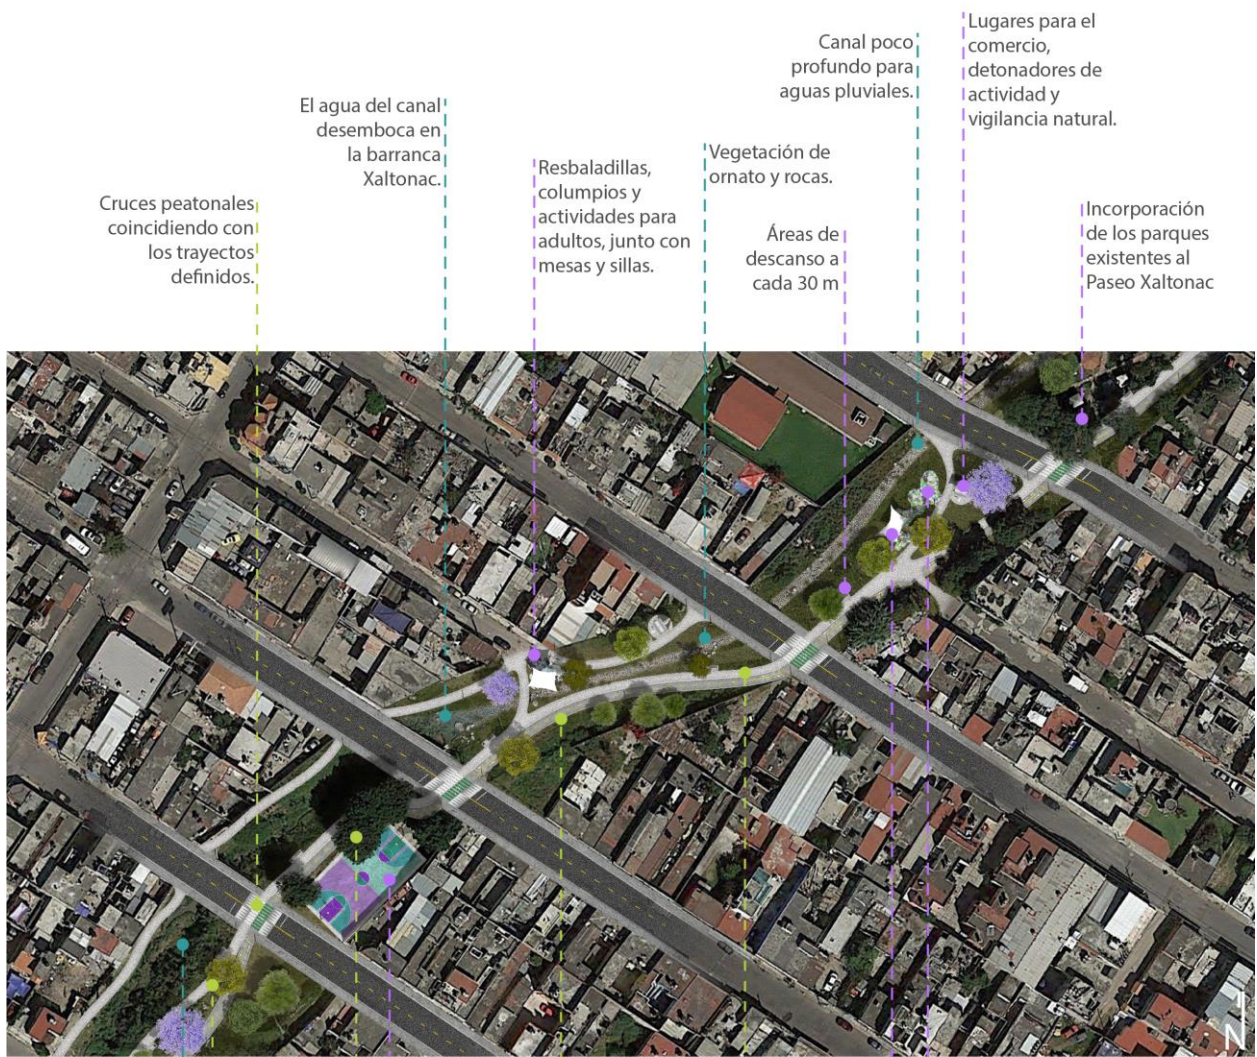 Cruces peatonales
coincidiendo con
los trayectos
definidos.
El agua del canal
desemboca en
la barranca
Xaltonac.
Resbaladillas,
columpios y
actividades para
adultos, junto con
mesas y sillas.
Vegetación de
ornato y rocas.
Áreas de
descanso a
cada 30 m
Canal poco
profundo para
aguas pluviales.
Lugares para el
comercio,
detonadores de
actividad y
vigilancia natural.
Incorporación
de los parques
existentes al
Paseo Xaltonac
N